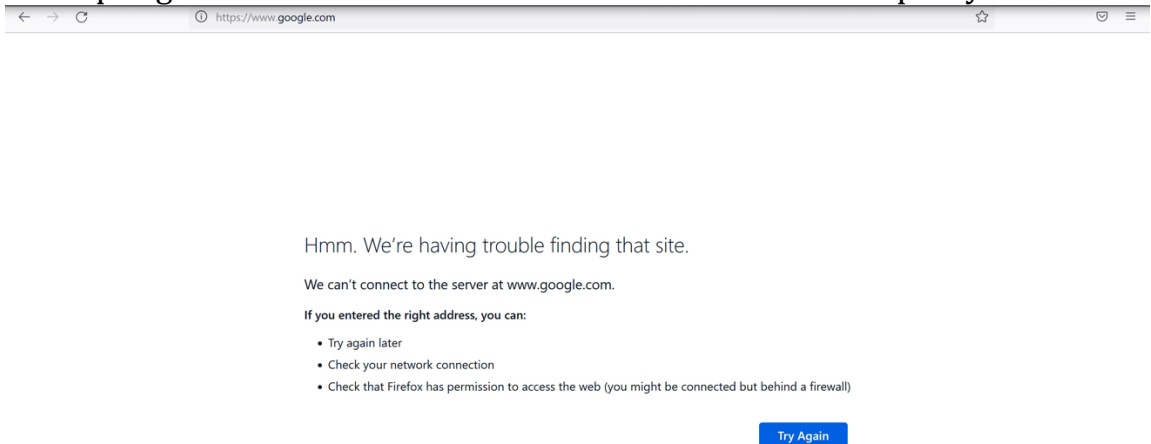 https://www.google.com
Hmm. We're having trouble finding that site.
We can't connect to the server at www.google.com.
If you entered the right address, you can:
• Try again later
• Check your network connection
• Check that Firefox has permission to access the web (you might be connected but behind a firewall)
Try Again